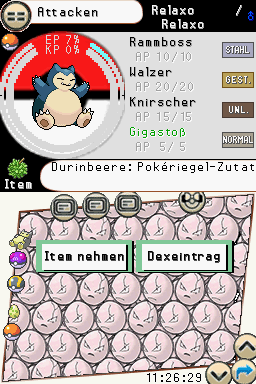 Attacken
Relaxo
/ ♂
Relaxo
EP 7%
KP 0%
Rammboss
STAHL
AP 10/10
Walzer
GEST.
AP 20/20
Knirscher
UNL.
AP 15/15
Gigastoß
NORMAL
AP 5/ 5
Durinbeere: Pokériegel-Zutat
Item
Item nehmen
Dexeintrag
11:26:29